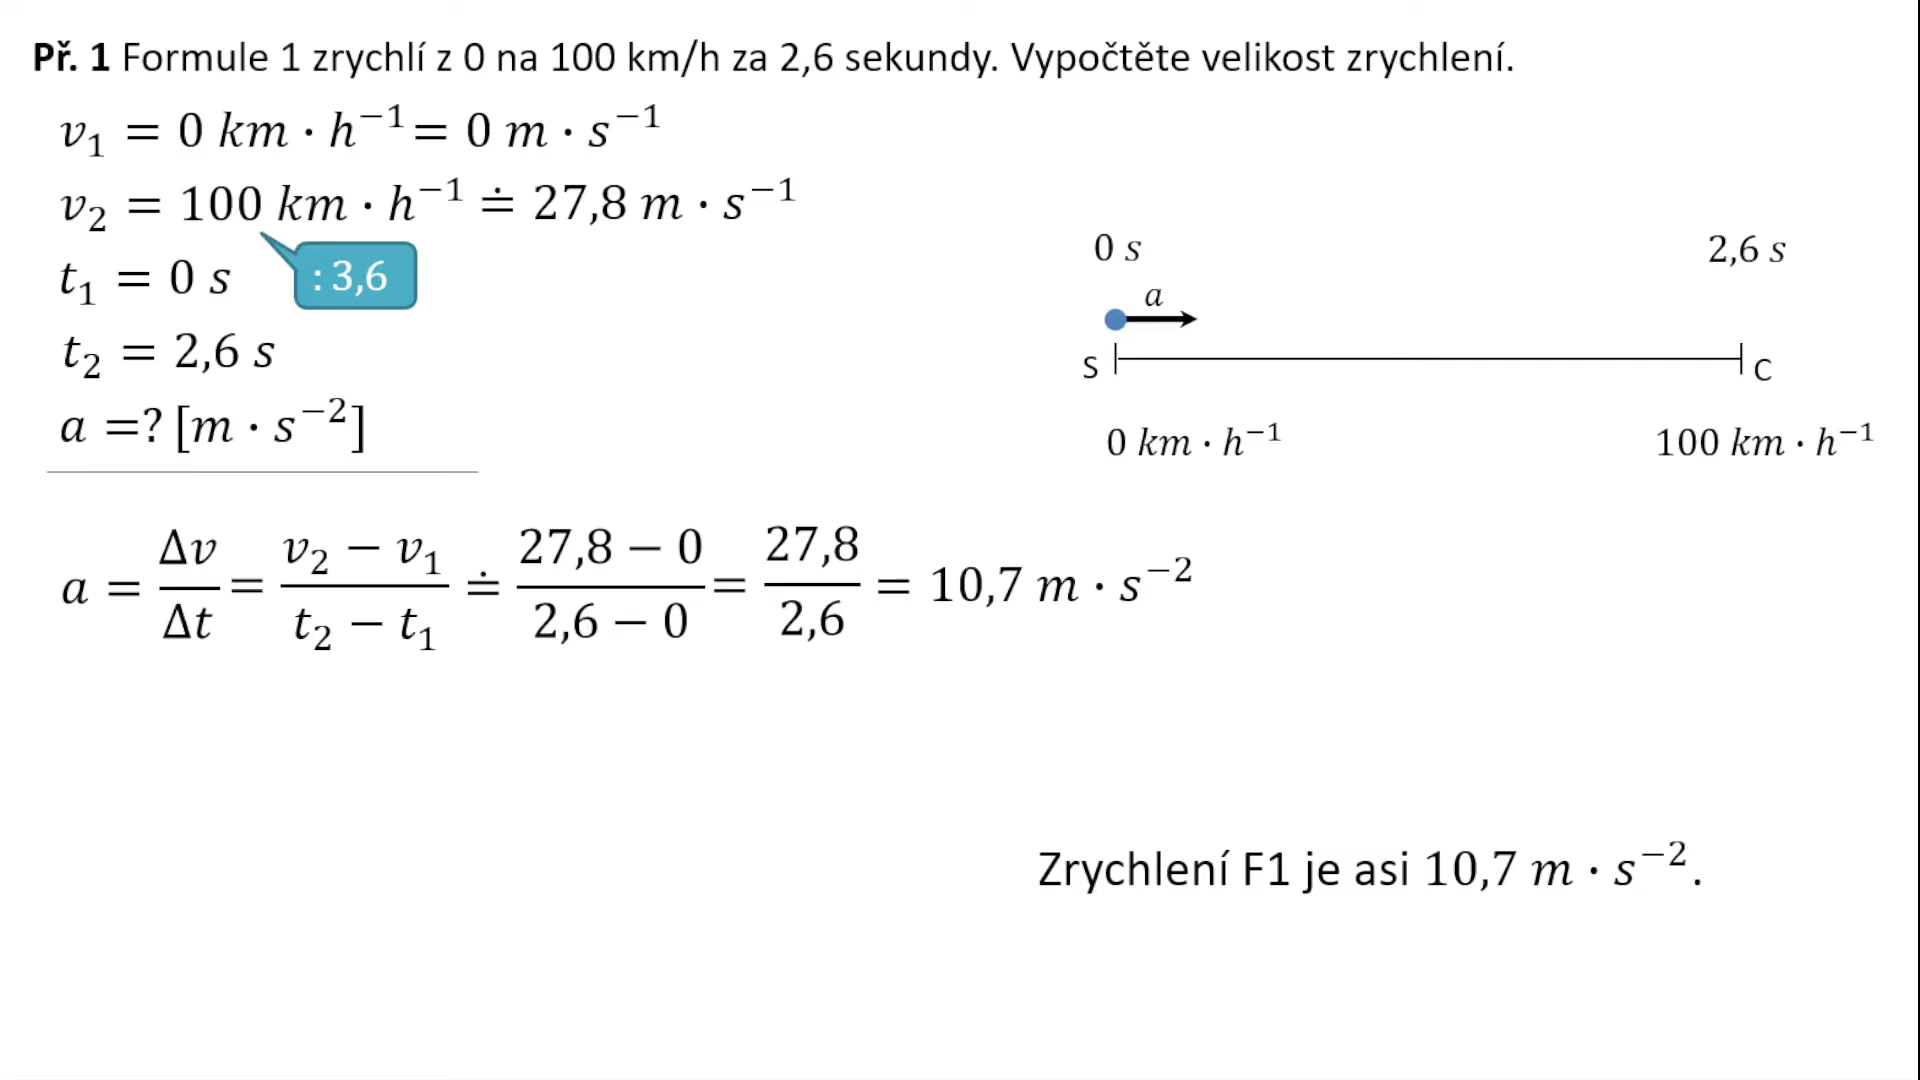 Př. 1 Formule 1 zrychlí z 0 na 100 km/h za 2,6 sekundy. Vypočtěte velikost zrychlení.
v₁ = 0 km · h⁻¹ = 0 m · s⁻¹
v₂ = 100 km · h⁻¹ ≐ 27,8 m · s⁻¹
: 3,6
t₁ = 0 s
t₂ = 2,6 s
a =? [m · s⁻²]
0 s 2,6 s
a
S C
0 km · h⁻¹ 100 km · h⁻¹
a = Δv/Δt = (v₂ − v₁)/(t₂ − t₁) ≐ (27,8 − 0)/(2,6 − 0) = 27,8/2,6 = 10,7 m · s⁻²
Zrychlení F1 je asi 10,7 m · s⁻².